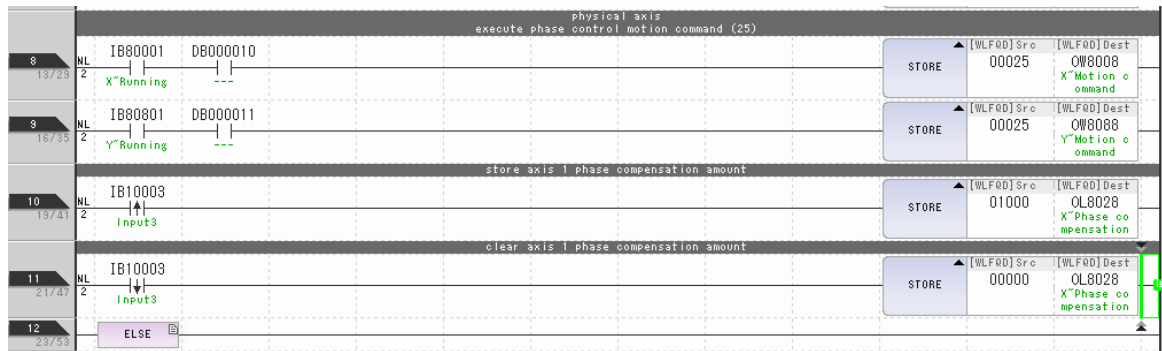 physical axis
execute phase control motion command (25)
8
13/29
NL
2
IB80001
X~Running
DB000010
---
STORE
[WLFQD]Src
00025
[WLFQD]Dest
OW8008
X~Motion c
ommand
9
16/35
NL
2
IB80801
Y~Running
DB000011
---
STORE
[WLFQD]Src
00025
[WLFQD]Dest
OW8088
Y~Motion c
ommand
store axis 1 phase compensation amount
10
19/41
NL
2
IB10003
Input3
STORE
[WLFQD]Src
01000
[WLFQD]Dest
OL8028
X~Phase co
mpensation
clear axis 1 phase compensation amount
11
21/47
NL
2
IB10003
Input3
STORE
[WLFQD]Src
00000
[WLFQD]Dest
OL8028
X~Phase co
mpensation
12
23/53
ELSE